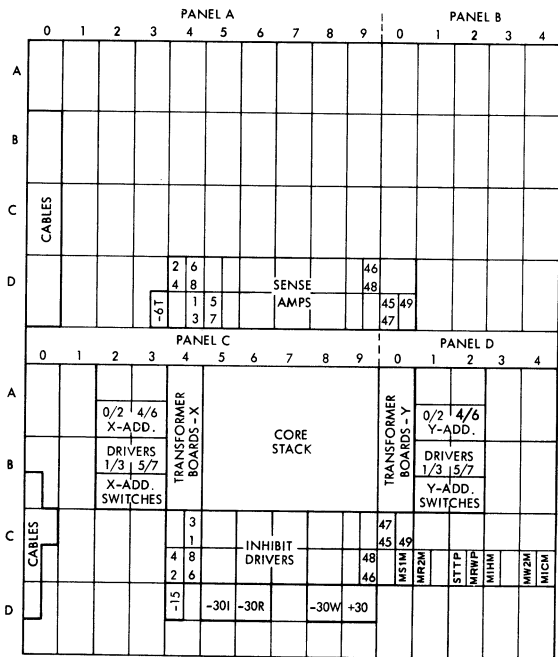 PANEL A PANEL B
0 1 2 3 4 5 6 7 8 9 0 1 2 3 4
A
B
C
CABLES
D
2 6 46
4 8 SENSE 48
-6T 1 5 AMPS 45 49
3 7 47
PANEL C PANEL D
0 1 2 3 4 5 6 7 8 9 0 1 2 3 4
A
TRANSFORMER
BOARDS - X
CORE
STACK
TRANSFORMER
BOARDS - Y
0/2 4/6
X-ADD.
0/2 4/6
Y-ADD.
B
DRIVERS
1/3 5/7
DRIVERS
1/3 5/7
X-ADD.
SWITCHES
Y-ADD.
SWITCHES
C
CABLES
3 47
1 INHIBIT 45 49
4 8 DRIVERS 48
2 6 46
MS1M
MR2M
STTP
MRWP
MIHM
MW2M
MICM
D
-15
-30I -30R -30W +30